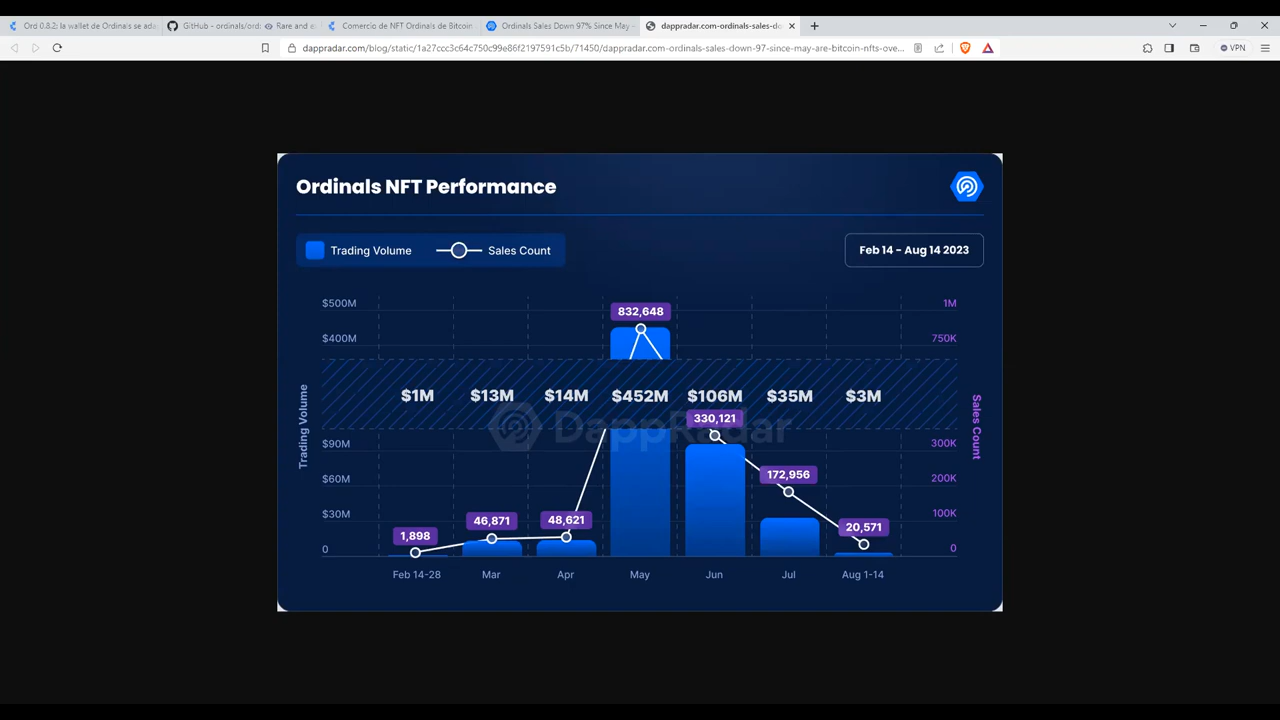 Ord 0.8.2: la wallet de Ordinals se ada
GitHub - ordinals/ord:
Rare and e
Comercio de NFT Ordinals de Bitcoin
Ordinals Sales Down 97% Since May -
dappradar.com-ordinals-sales-do
dappradar.com/blog/static/1a27ccc3c64c750c99e86f2197591c5b/71450/dappradar.com-ordinals-sales-down-97-since-may-are-bitcoin-nfts-ove...
VPN
Ordinals NFT Performance
Trading Volume
Sales Count
Feb 14 - Aug 14 2023
$500M
1M
832,648
$400M
750K
$1M
$13M
$14M
$452M
$106M
$35M
$3M
Trading Volume
Sales Count
DappRadar
330,121
$90M
300K
172,956
$60M
200K
$30M
100K
1,898
46,871
48,621
20,571
0
0
Feb 14-28
Mar
Apr
May
Jun
Jul
Aug 1-14